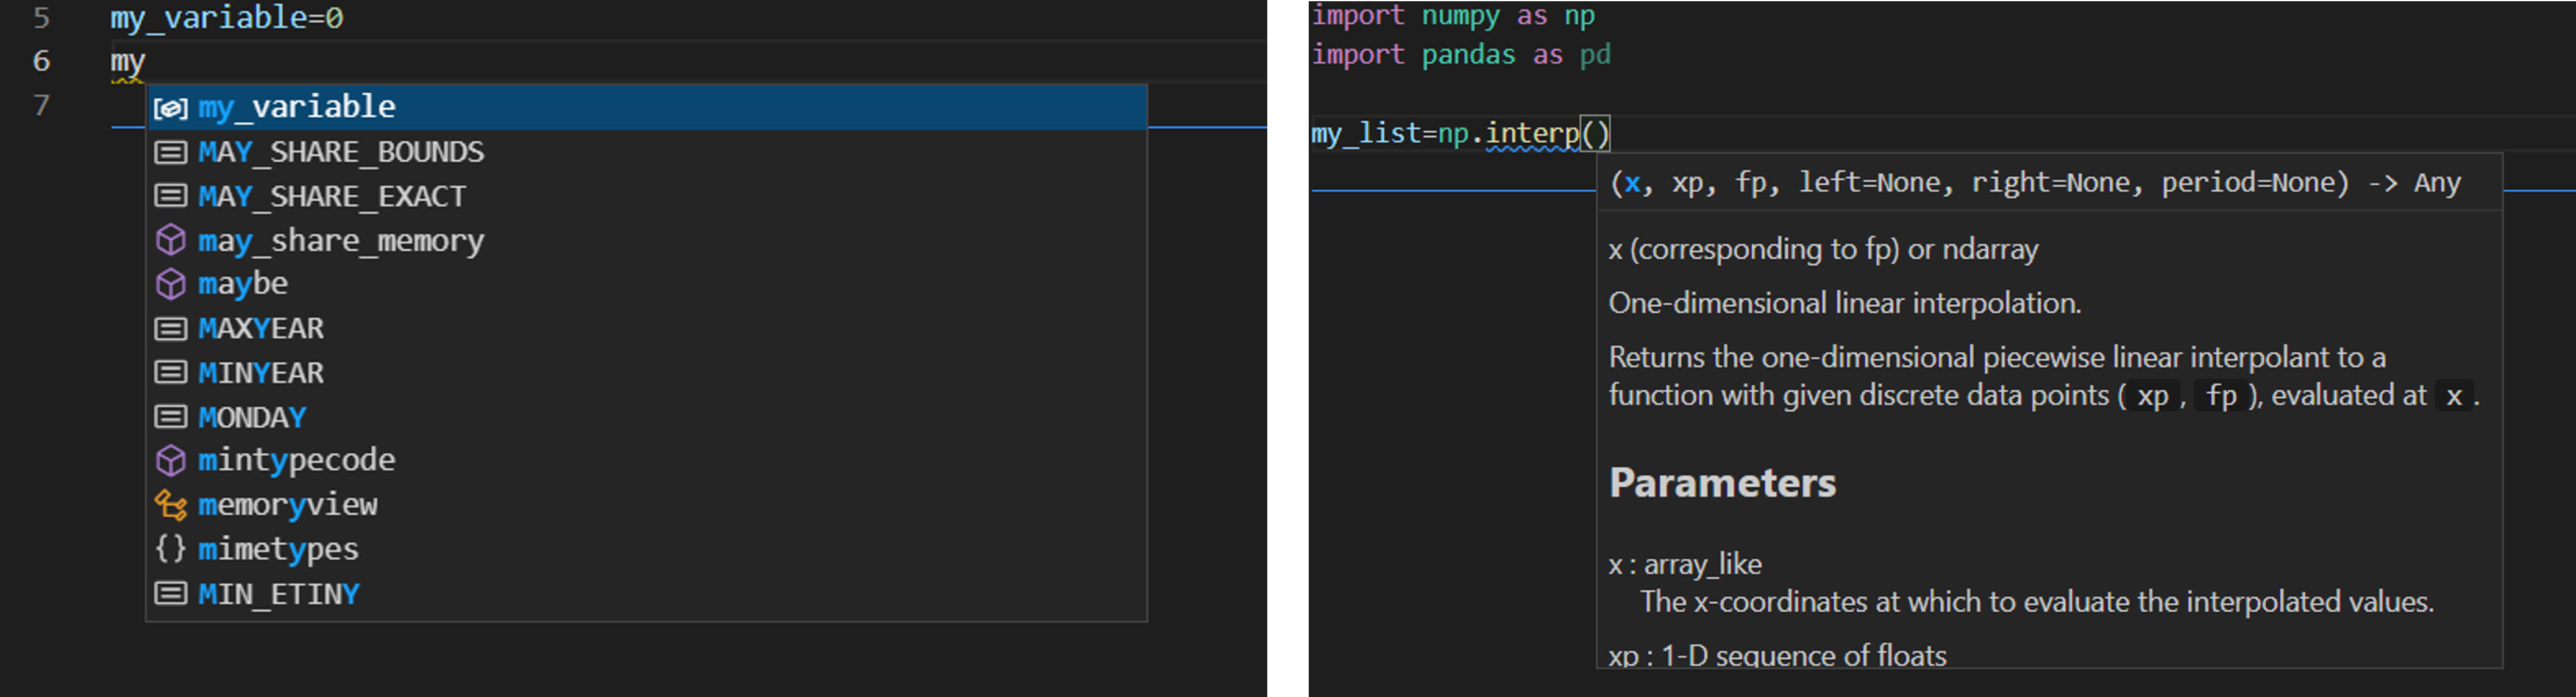 5 my_variable=0
6 my
7
my_variable
MAY_SHARE_BOUNDS
MAY_SHARE_EXACT
may_share_memory
maybe
MAXYEAR
MINYEAR
MONDAY
mintypecode
memoryview
{} mimetypes
MIN_ETINY
import numpy as np
import pandas as pd
my_list=np.interp()
(x, xp, fp, left=None, right=None, period=None) -> Any
x (corresponding to fp) or ndarray
One-dimensional linear interpolation.
Returns the one-dimensional piecewise linear interpolant to a
function with given discrete data points ( xp , fp ), evaluated at x .
Parameters
x : array_like
The x-coordinates at which to evaluate the interpolated values.
xp : 1-D sequence of floats